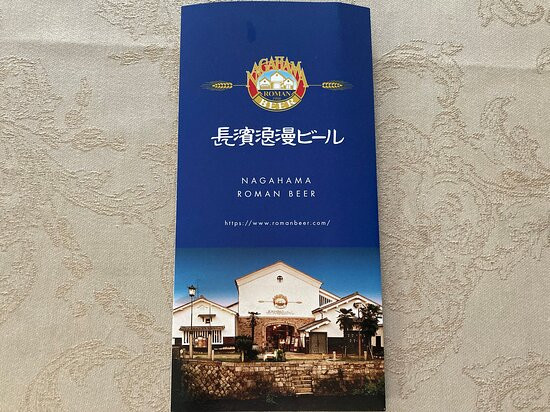 NAGAHAMA
ROMAN
BEER
長濱浪漫ビール
NAGAHAMA
ROMAN BEER
https://www.romanbeer.com/